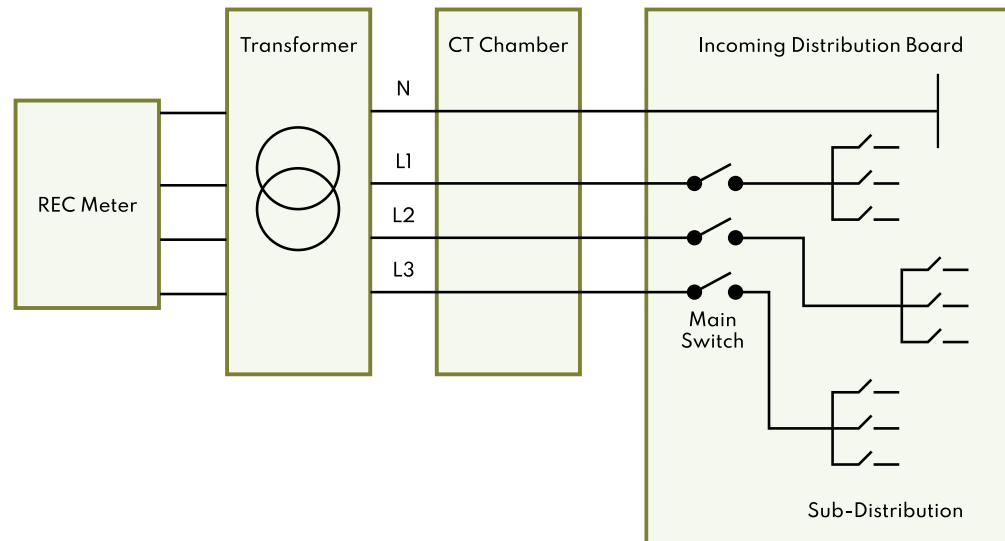 Transformer
CT Chamber
Incoming Distribution Board
N
L1
REC Meter
L2
L3
Main
Switch
Sub-Distribution